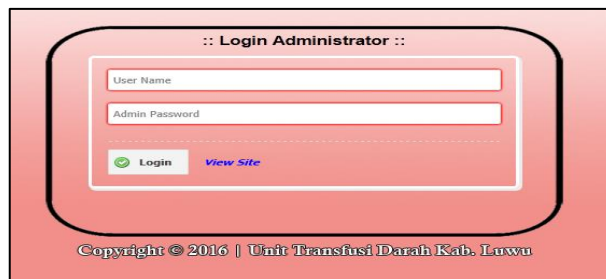 :: Login Administrator ::
User Name
Admin Password
Login View Site
Copyright © 2016 | Unit Transfusi Darah Kab. Luwu